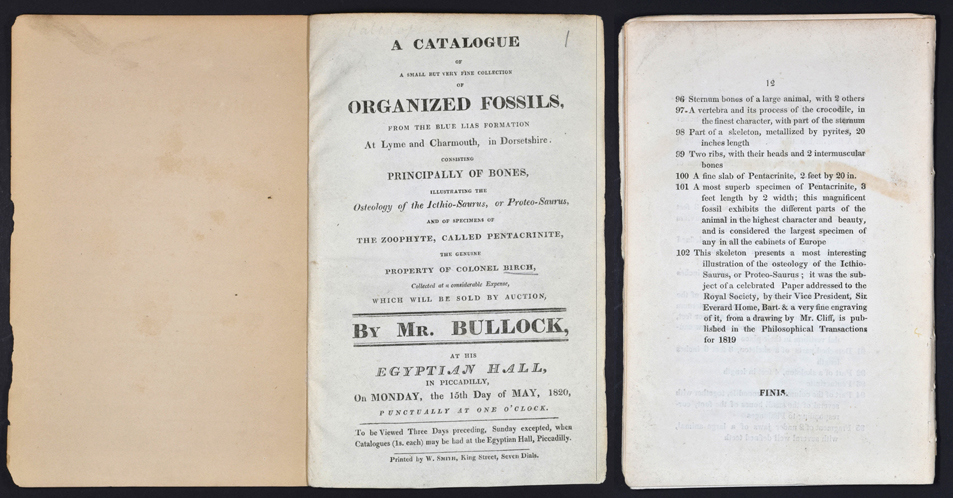 1
A CATALOGUE
OF
A SMALL BUT VERY FINE COLLECTION
OF
ORGANIZED FOSSILS,
FROM THE BLUE LIAS FORMATION
At Lyme and Charmouth, in Dorsetshire.
CONSISTING
PRINCIPALLY OF BONES,
ILLUSTRATING THE
Osteology of the Icthio-Saurus, or Proteo-Saurus,
AND OF SPECIMENS OF
THE ZOOPHYTE, CALLED PENTACRINITE,
THE GENUINE
PROPERTY OF COLONEL BIRCH,
Collected at a considerable Expense,
WHICH WILL BE SOLD BY AUCTION,
BY MR. BULLOCK,
AT HIS
EGYPTIAN HALL,
IN PICCADILLY,
On MONDAY, the 15th Day of MAY, 1820,
PUNCTUALLY AT ONE O'CLOCK.
To be Viewed Three Days preceding, Sunday excepted, when
Catalogues (1s. each) may be had at the Egyptian Hall, Piccadilly.
Printed by W. SMITH, King Street, Seven Dials.
12
96 Sternum bones of a large animal, with 2 others
97 A vertebra and its process of the crocodile, in
the finest character, with part of the sternum
98 Part of a skeleton, metallized by pyrites, 20
inches length
99 Two ribs, with their heads and 2 intermuscular
bones
100 A fine slab of Pentacrinite, 2 feet by 20 in.
101 A most superb specimen of Pentacrinite, 3
feet length by 2 width; this magnificent
fossil exhibits the different parts of the
animal in the highest character and beauty,
and is considered the largest specimen of
any in all the cabinets of Europe
102 This skeleton presents a most interesting
illustration of the osteology of the Icthio-
Saurus, or Proteo-Saurus; it was the sub-
ject of a celebrated Paper addressed to the
Royal Society, by their Vice President, Sir
Everard Home, Bart. & a very fine engraving
of it, from a drawing by Mr. Cliff, is pub-
lished in the Philosophical Transactions
for 1819
FINIS.